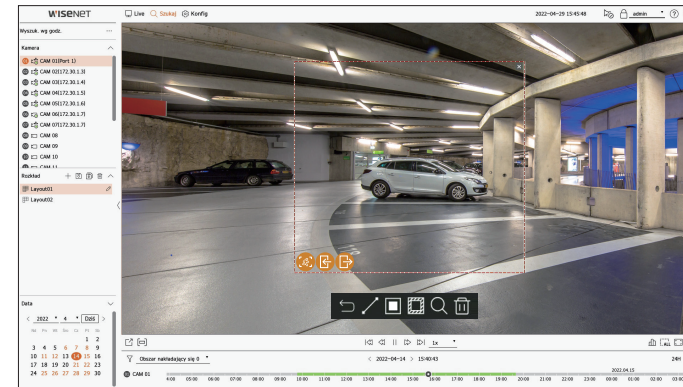 WISENET
Live Szukaj Konfig
2022-04-29 15:45:48 admin
Wyszuk. wg godz.
Kamera
CAM 01(Port 1)
CAM 02(172.30.1.3)
CAM 03(172.30.1.4)
CAM 04(172.30.1.5)
CAM 05(172.30.1.6)
CAM 06(172.30.1.7)
CAM 07(172.30.1.7)
CAM 08
CAM 09
CAM 10
CAM 11
Rozkład
Layout01
Layout02
Data
2022 4 Dziś
1 2
3 4 5 6 7 8 9
10 11 12 13 14 15 16
17 18 19 20 21 22 23
24 25 26 27 28 29 30
1x ALL
Obszar nakładający się 0 2022-04-14 15:40:43 24H
2022.04.15
CAM 01
4:00 05:00 06:00 07:00 08:00 09:00 10:00 11:00 12:00 13:00 14:00 15:00 16:00 17:00 18:00 19:00 20:00 21:00 22:00 23:00 00:00 01:00 02:00 03:00